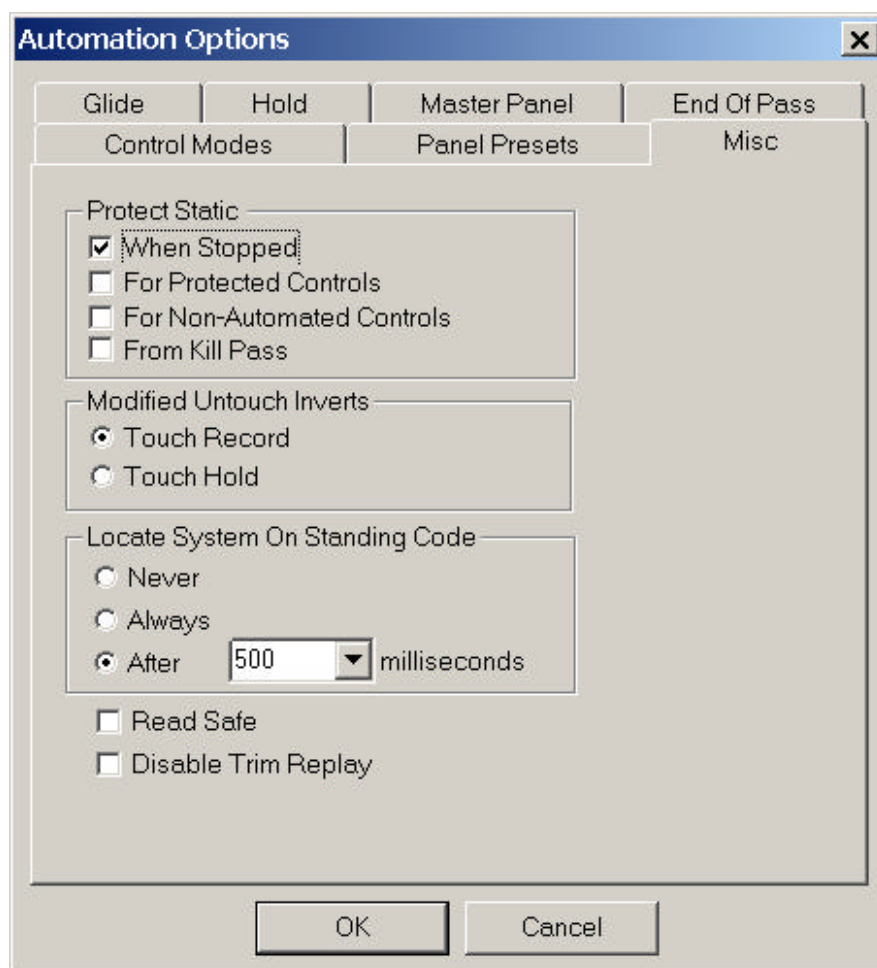 Automation Options
Glide Hold Master Panel End Of Pass
Control Modes Panel Presets Misc
Protect Static
When Stopped
For Protected Controls
For Non-Automated Controls
From Kill Pass
Modified Untouch Inverts
Touch Record
Touch Hold
Locate System On Standing Code
Never
Always
After 500 milliseconds
Read Safe
Disable Trim Replay
OK Cancel